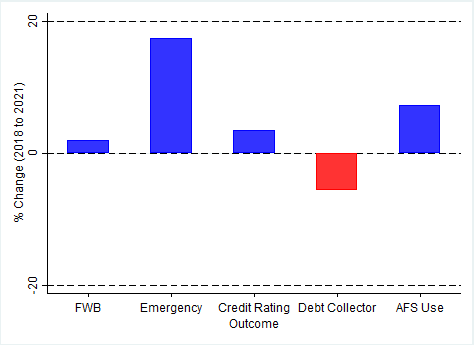 20
0
-20
% Change (2018 to 2021)
FWB Emergency Credit Rating Debt Collector AFS Use
Outcome